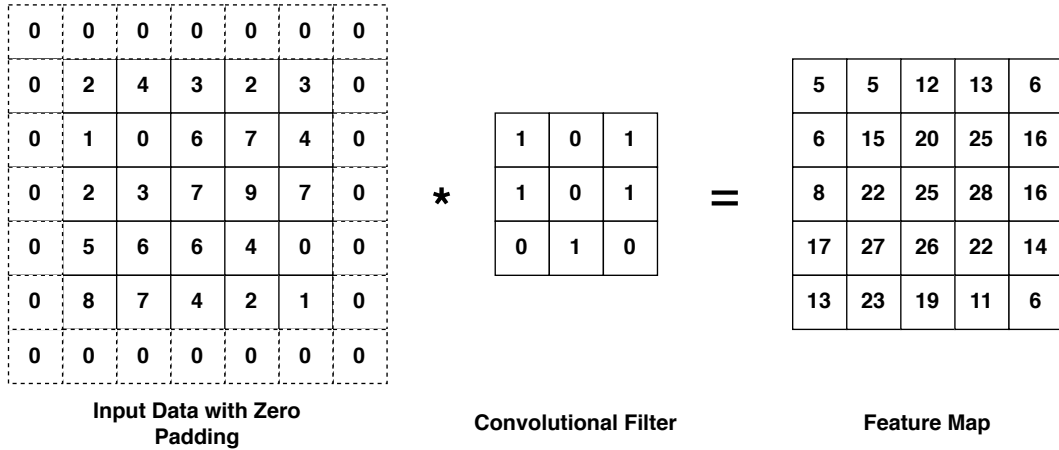 0 0 0 0 0 0 0
0 2 4 3 2 3 0
0 1 0 6 7 4 0
0 2 3 7 9 7 0
0 5 6 6 4 0 0
0 8 7 4 2 1 0
0 0 0 0 0 0 0
Input Data with Zero
Padding
*
1 0 1
1 0 1
0 1 0
Convolutional Filter
=
5 5 12 13 6
6 15 20 25 16
8 22 25 28 16
17 27 26 22 14
13 23 19 11 6
Feature Map